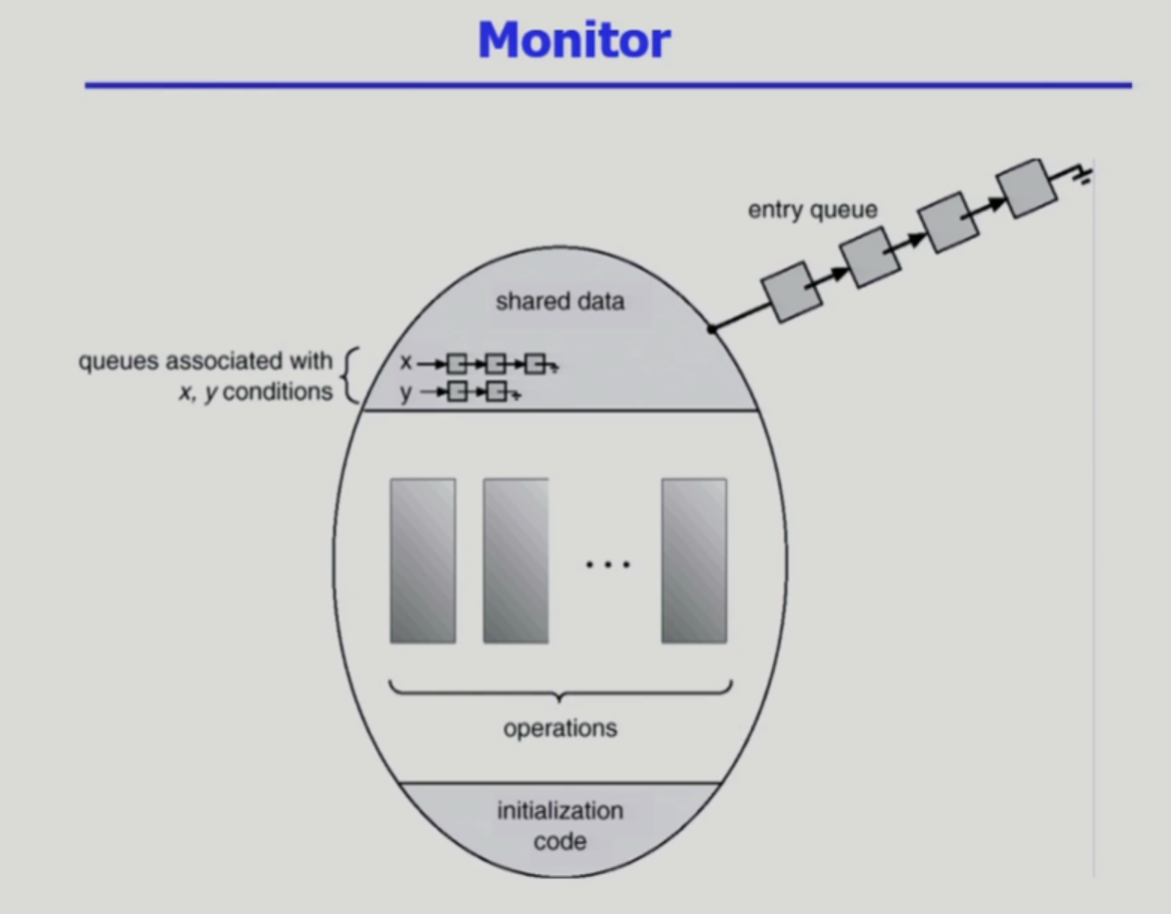 Monitor
entry queue
shared data
queues associated with
x, y conditions
x
y
...
operations
initialization
code